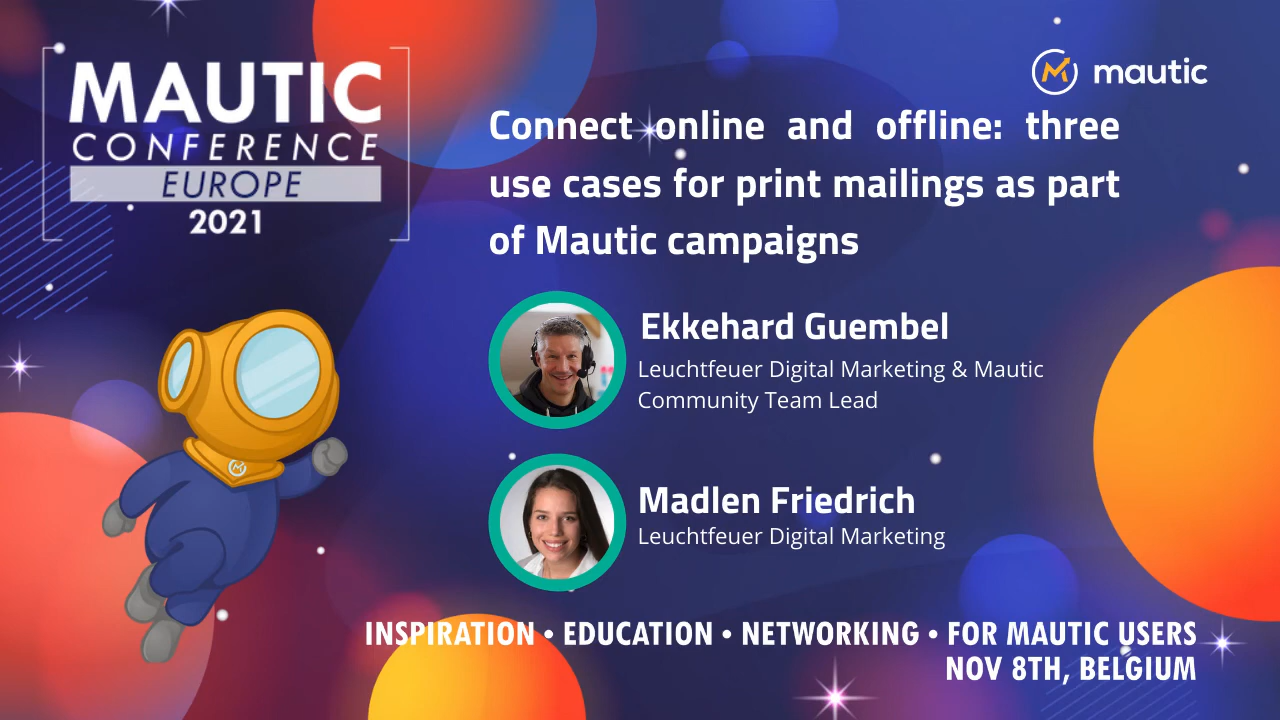 MAUTIC
CONFERENCE
EUROPE
2021
mautic
Connect online and offline: three
use cases for print mailings as part
of Mautic campaigns
Ekkehard Guembel
Leuchtfeuer Digital Marketing & Mautic
Community Team Lead
Madlen Friedrich
Leuchtfeuer Digital Marketing
INSPIRATION • EDUCATION • NETWORKING • FOR MAUTIC USERS
NOV 8TH, BELGIUM